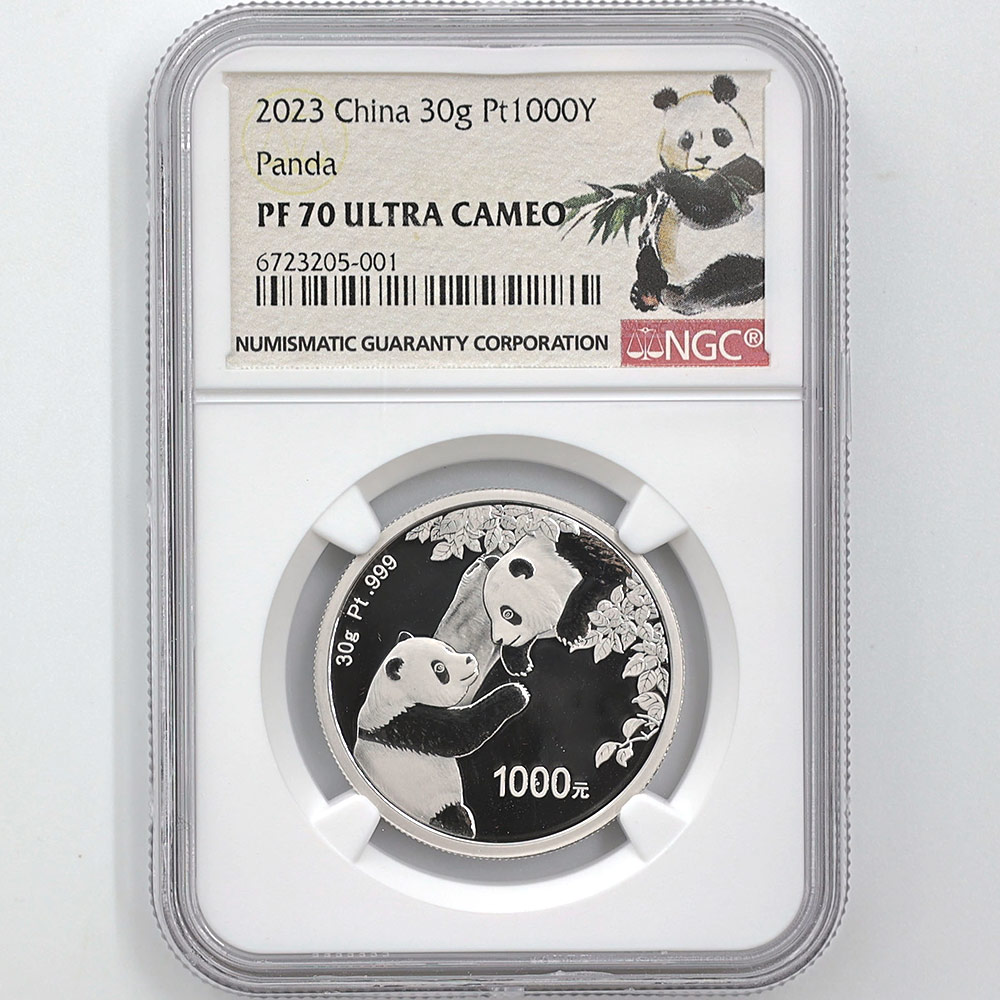 2023 China 30g Pt1000Y
Panda
PF 70 ULTRA CAMEO
6723205-001
NUMISMATIC GUARANTY CORPORATION
NGC®
30g Pt .999
1000元